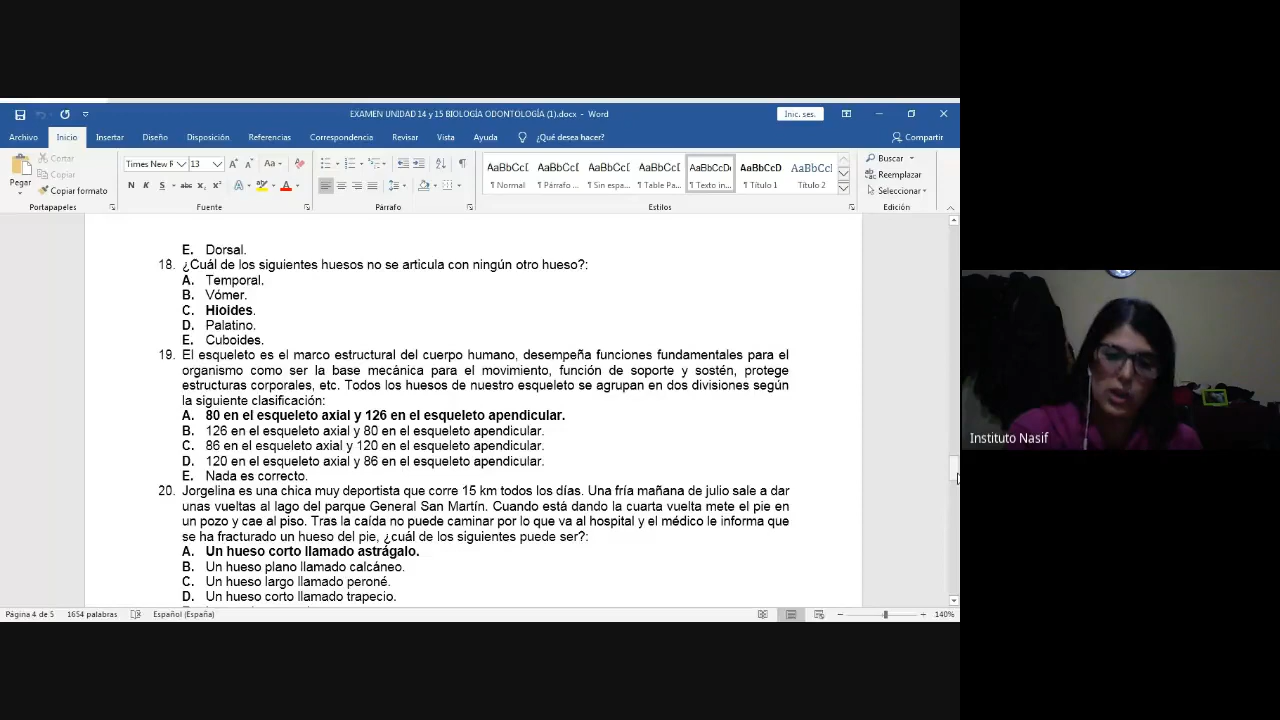 EXAMEN UNIDAD 14 y 15 BIOLOGÍA ODONTOLOGÍA (1).docx - Word
Inic. ses.
Archivo Inicio Insertar Diseño Disposición Referencias Correspondencia Revisar Vista Ayuda ¿Qué desea hacer? Compartir
Pegar
Cortar
Copiar
Copiar formato
Portapapeles
Times New R 13
N K S
Fuente
Párrafo
AaBbCcD AaBbCcD AaBbCcD AaBbCcD AaBbCcDc AaBbCcD AaBbCcI
¶ Normal ¶ Párrafo ... ¶ Sin espa... ¶ Table Pa... ¶ Texto in... ¶ Título 1 Título 2
Estilos
Buscar
Reemplazar
Seleccionar
Edición
E. Dorsal.
18. ¿Cuál de los siguientes huesos no se articula con ningún otro hueso?:
A. Temporal.
B. Vómer.
C. Hioides.
D. Palatino.
E. Cuboides.
19. El esqueleto es el marco estructural del cuerpo humano, desempeña funciones fundamentales para el
organismo como ser la base mecánica para el movimiento, función de soporte y sostén, protege
estructuras corporales, etc. Todos los huesos de nuestro esqueleto se agrupan en dos divisiones según
la siguiente clasificación:
A. 80 en el esqueleto axial y 126 en el esqueleto apendicular.
B. 126 en el esqueleto axial y 80 en el esqueleto apendicular.
C. 86 en el esqueleto axial y 120 en el esqueleto apendicular.
D. 120 en el esqueleto axial y 86 en el esqueleto apendicular.
E. Nada es correcto.
20. Jorgelina es una chica muy deportista que corre 15 km todos los días. Una fría mañana de julio sale a dar
unas vueltas al lago del parque General San Martín. Cuando está dando la cuarta vuelta mete el pie en
un pozo y cae al piso. Tras la caída no puede caminar por lo que va al hospital y el médico le informa que
se ha fracturado un hueso del pie, ¿cuál de los siguientes puede ser?:
A. Un hueso corto llamado astrágalo.
B. Un hueso plano llamado calcáneo.
C. Un hueso largo llamado peroné.
D. Un hueso corto llamado trapecio.
Página 4 de 5 1654 palabras Español (España) 140%
Instituto Nasif